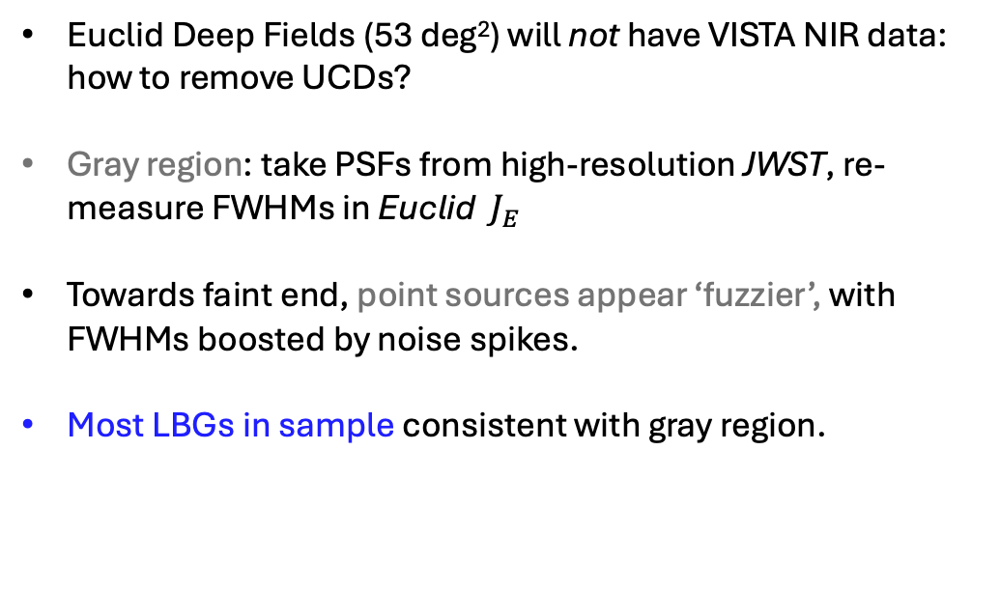 • Euclid Deep Fields (53 deg²) will not have VISTA NIR data:
how to remove UCDs?
• Gray region: take PSFs from high-resolution JWST, re-
measure FWHMs in Euclid J_E
• Towards faint end, point sources appear ‘fuzzier’, with
FWHMs boosted by noise spikes.
• Most LBGs in sample consistent with gray region.